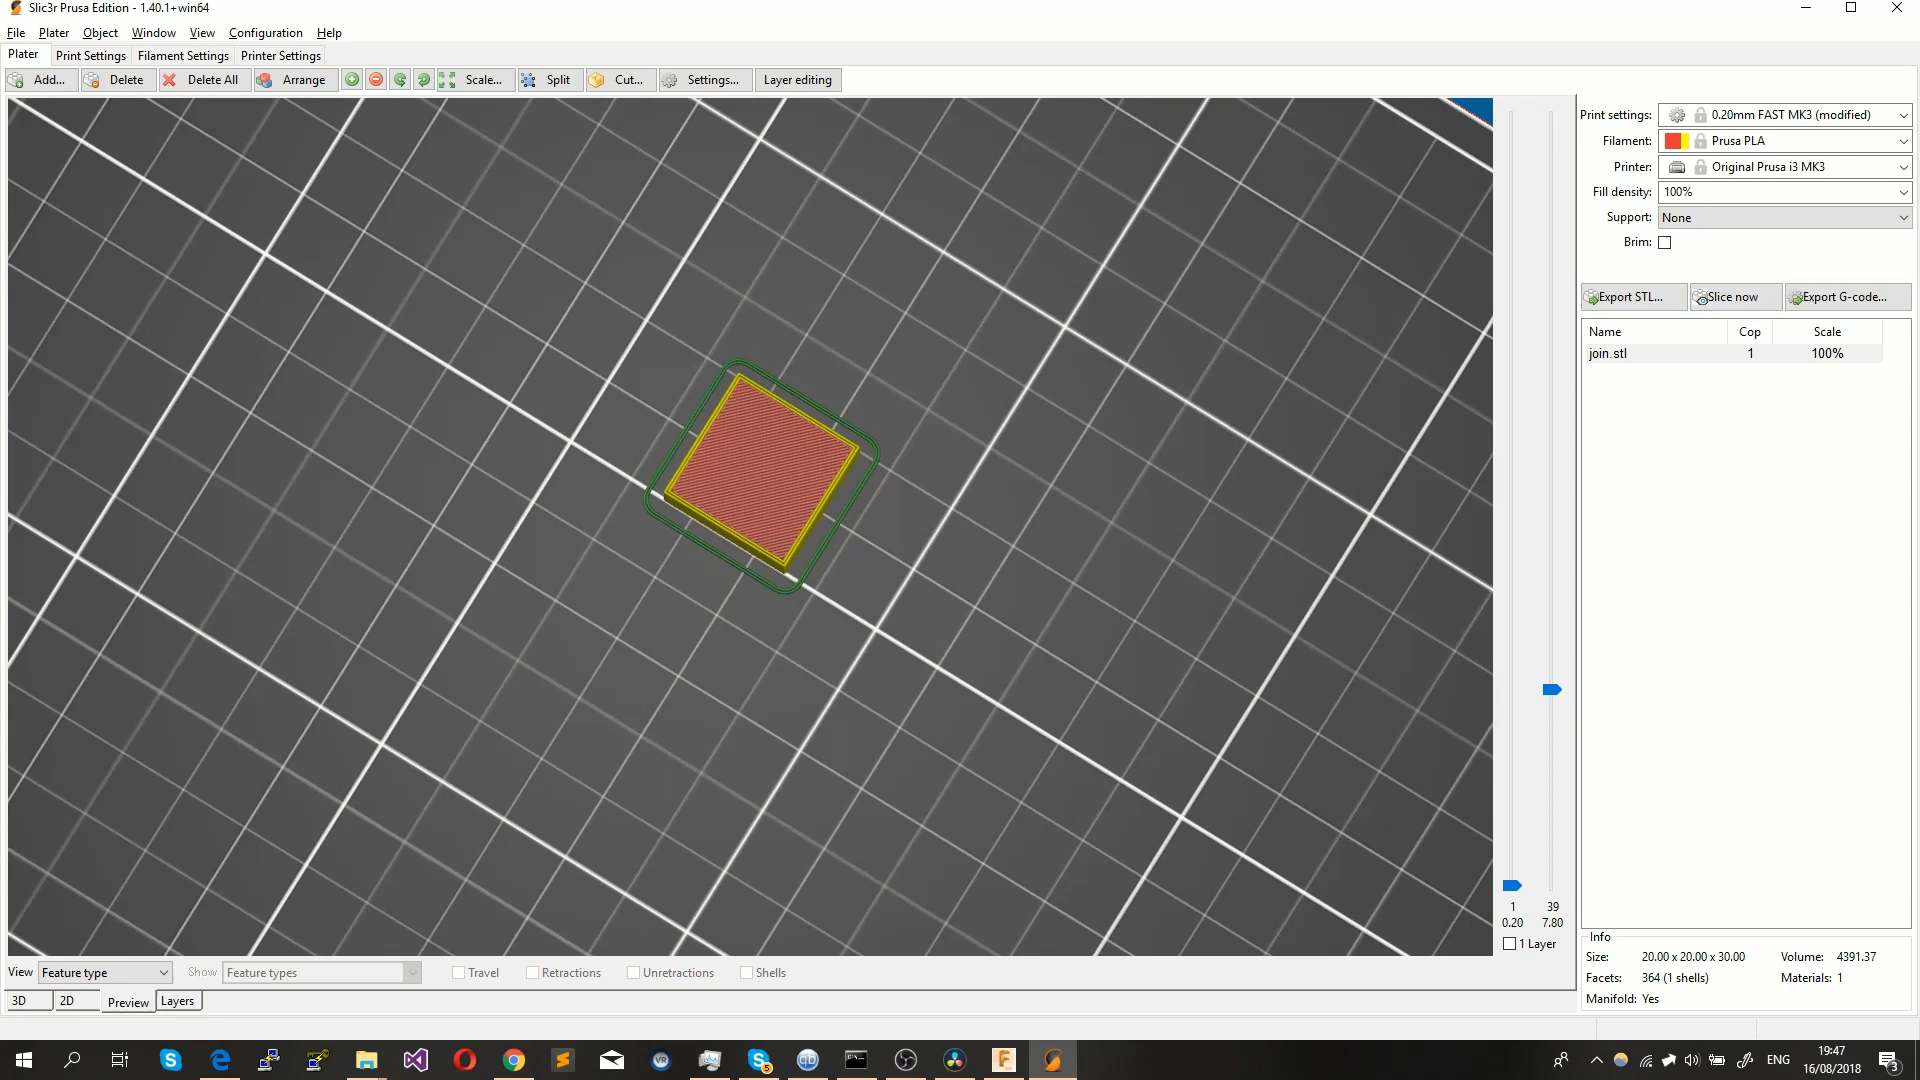 Slic3r Prusa Edition - 1.40.1+win64
File Plater Object Window View Configuration Help
Plater Print Settings Filament Settings Printer Settings
Add... Delete Delete All Arrange Scale... Split Cut... Settings... Layer editing
Print settings: 0.20mm FAST MK3 (modified)
Filament: Prusa PLA
Printer: Original Prusa i3 MK3
Fill density: 100%
Support: None
Brim:
Export STL... Slice now Export G-code...
Name Cop Scale
join.stl 1 100%
1 39
0.20 7.80
1 Layer
Info
Size: 20.00 x 20.00 x 30.00 Volume: 4391.37
Facets: 364 (1 shells) Materials: 1
Manifold: Yes
View Feature type Show Feature types Travel Retractions Unretractions Shells
3D 2D Preview Layers
ENG
19:47
16/08/2018
3
5
VR